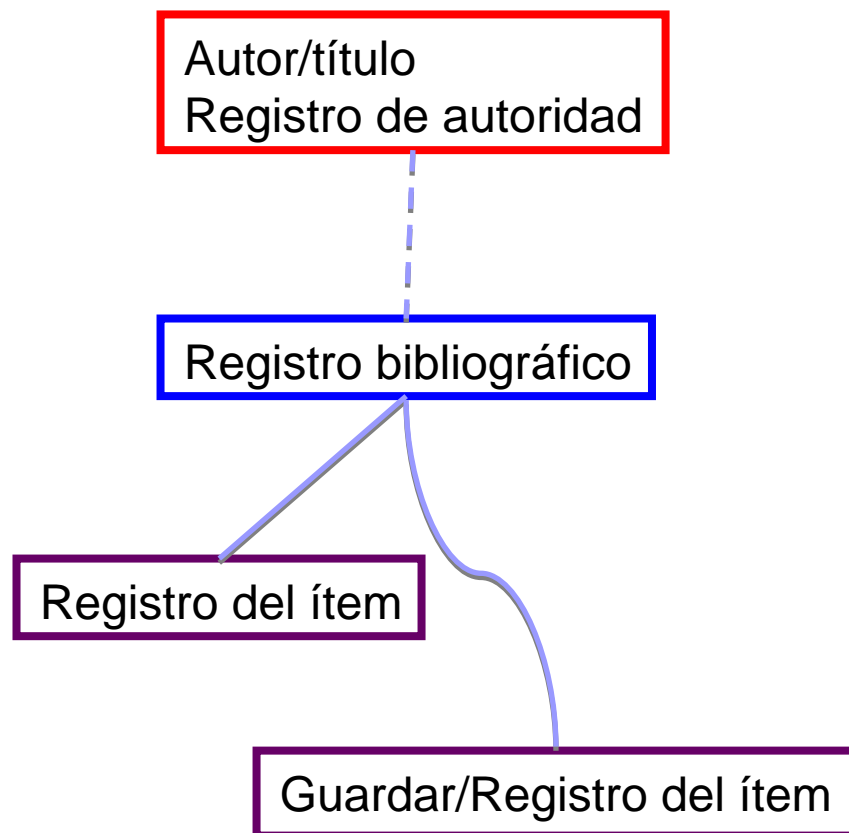 Autor/título
Registro de autoridad
Registro bibliográfico
Registro del ítem
Guardar/Registro del ítem